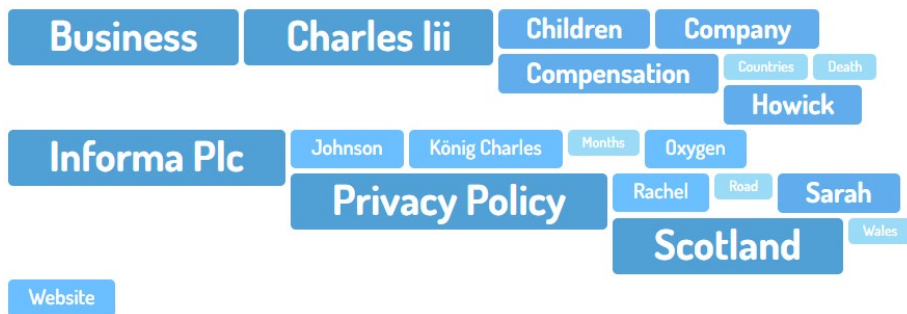 Business Charles Iii Children Company
Compensation Countries Death
Howick
Informa Plc Johnson König Charles Months Oxygen
Privacy Policy Rachel Road Sarah
Scotland Wales
Website